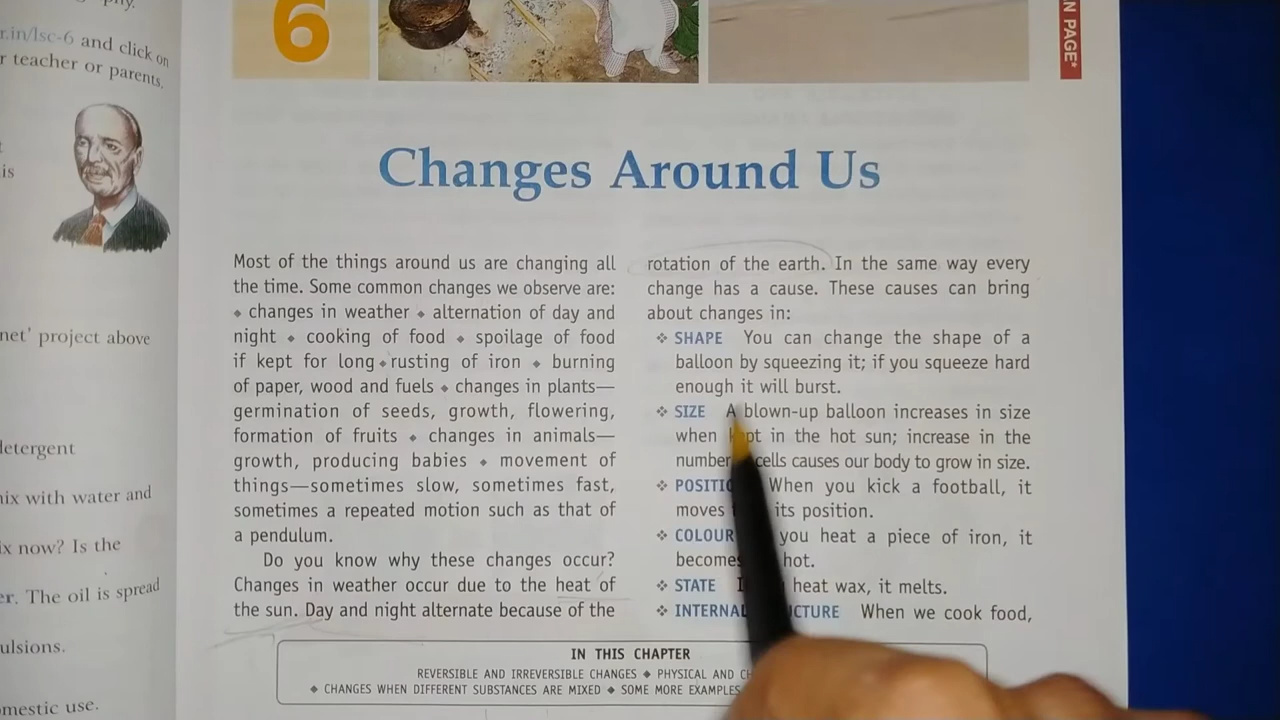 r.in/lsc-6 and click on
r teacher or parents.
is
net' project above
detergent
nix with water and
ix now? Is the
er. The oil is spread
ulsions.
omestic use.
6
N PAGE*
Changes Around Us
Most of the things around us are changing all
the time. Some common changes we observe are:
◆ changes in weather ◆ alternation of day and
night ◆ cooking of food ◆ spoilage of food
if kept for long ◆ rusting of iron ◆ burning
of paper, wood and fuels ◆ changes in plants—
germination of seeds, growth, flowering,
formation of fruits ◆ changes in animals—
growth, producing babies ◆ movement of
things—sometimes slow, sometimes fast,
sometimes a repeated motion such as that of
a pendulum.
Do you know why these changes occur?
Changes in weather occur due to the heat of
the sun. Day and night alternate because of the
rotation of the earth. In the same way every
change has a cause. These causes can bring
about changes in:
❖ SHAPE You can change the shape of a
balloon by squeezing it; if you squeeze hard
enough it will burst.
❖ SIZE A blown-up balloon increases in size
when in the hot sun; increase in the
number cells causes our body to grow in size.
❖ When you kick a football, it
moves its position.
❖ COLOUR you heat a piece of iron, it
becomes hot.
❖ STATE heat wax, it melts.
❖ INTERNAL When we cook food,
IN THIS CHAPTER
REVERSIBLE AND IRREVERSIBLE CHANGES ◆ PHYSICAL AND
◆ CHANGES WHEN DIFFERENT SUBSTANCES ARE MIXED ◆ SOME MORE EXAMPLES